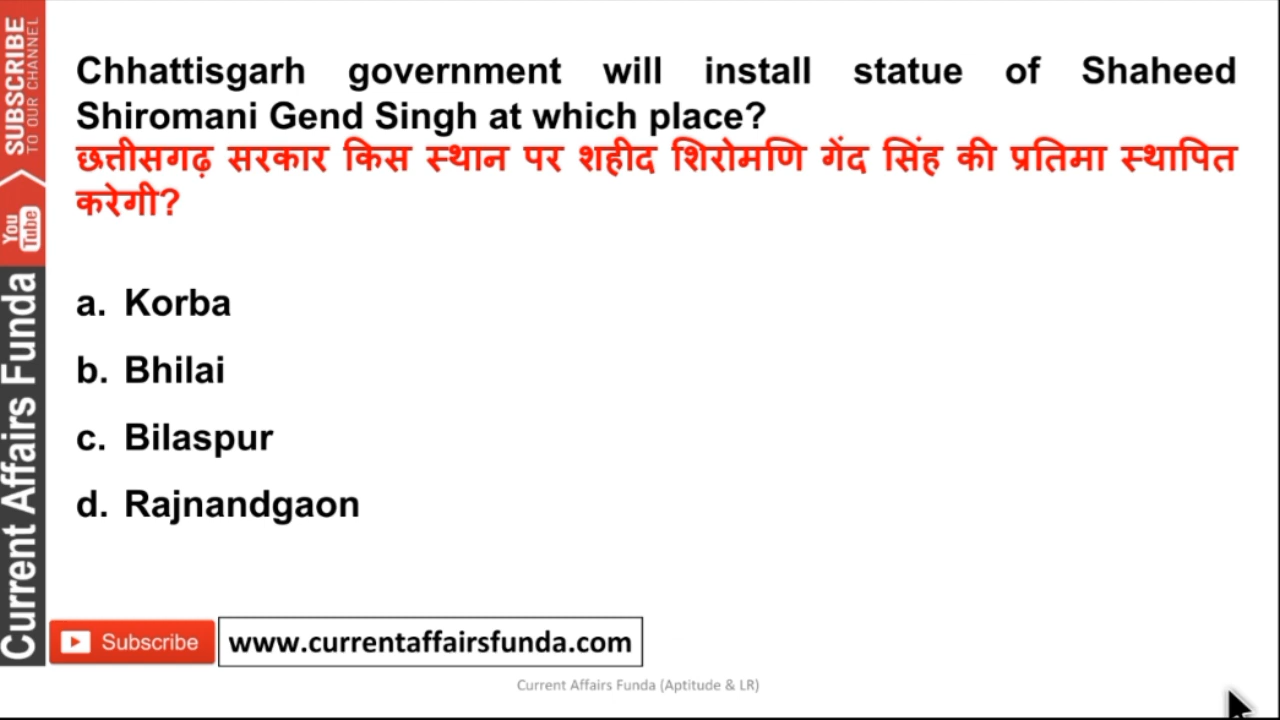 SUBSCRIBE
TO OUR CHANNEL
You
Tube
Current Affairs Funda
Chhattisgarh government will install statue of Shaheed
Shiromani Gend Singh at which place?
छत्तीसगढ़ सरकार किस स्थान पर शहीद शिरोमणि गेंद सिंह की प्रतिमा स्थापित
करेगी?
a. Korba
b. Bhilai
c. Bilaspur
d. Rajnandgaon
Subscribe
www.currentaffairsfunda.com
Current Affairs Funda (Aptitude & LR)